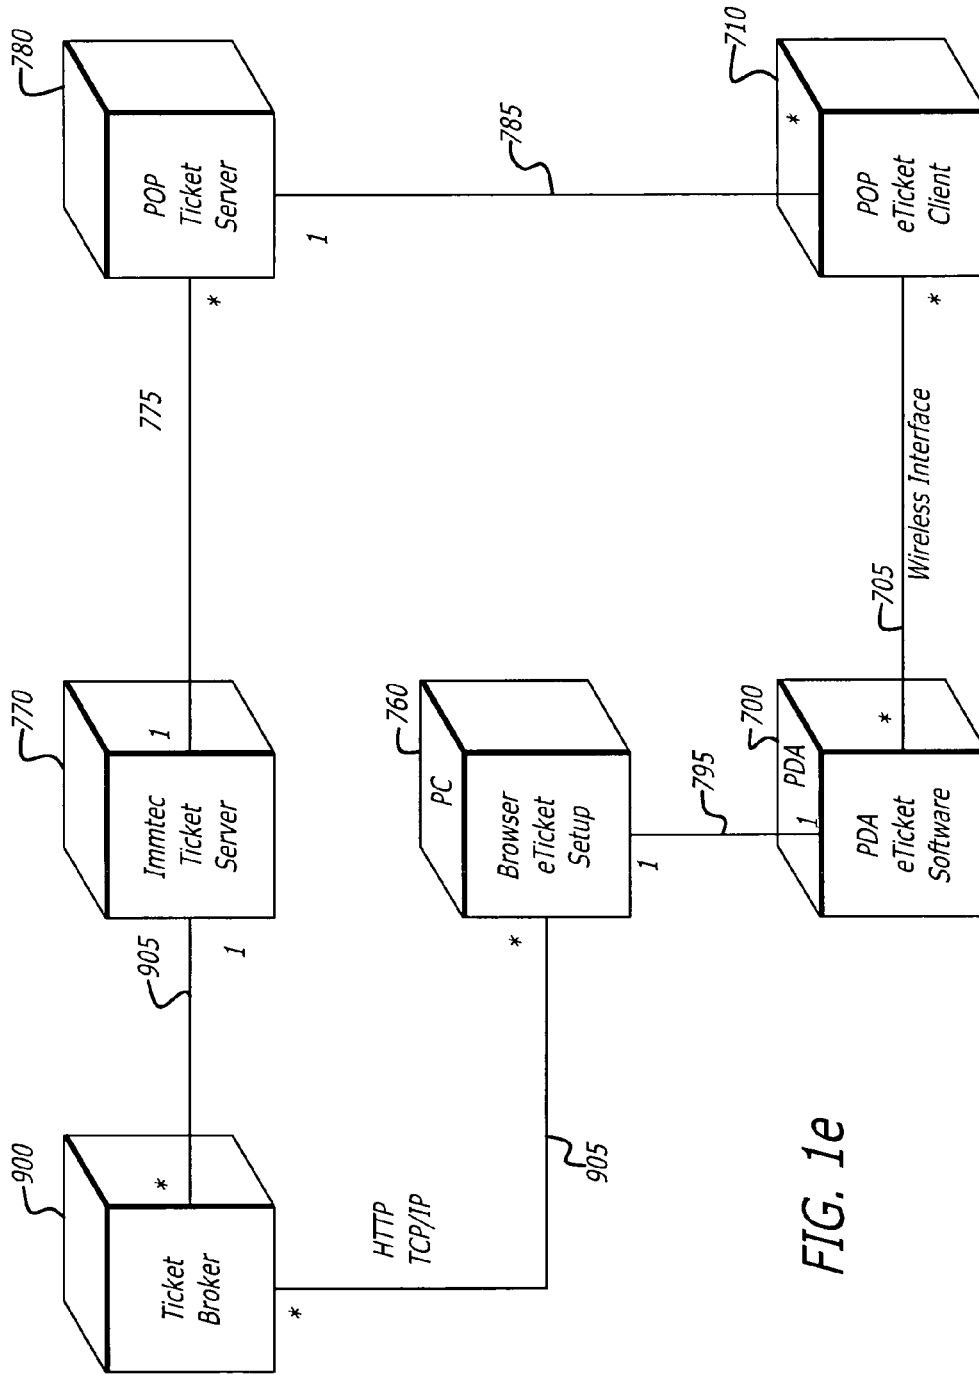 900
Ticket
Broker
*
*
905
770
Immtec
Ticket
Server
1
1
775
780
POP
Ticket
Server
*
1
HTTP
TCP/IP
905
760
PC
Browser
eTicket
Setup
*
1
785
795
700
PDA
1
*
PDA
eTicket
Software
705
Wireless Interface
710
*
POP
eTicket
Client
*
FIG. 1e